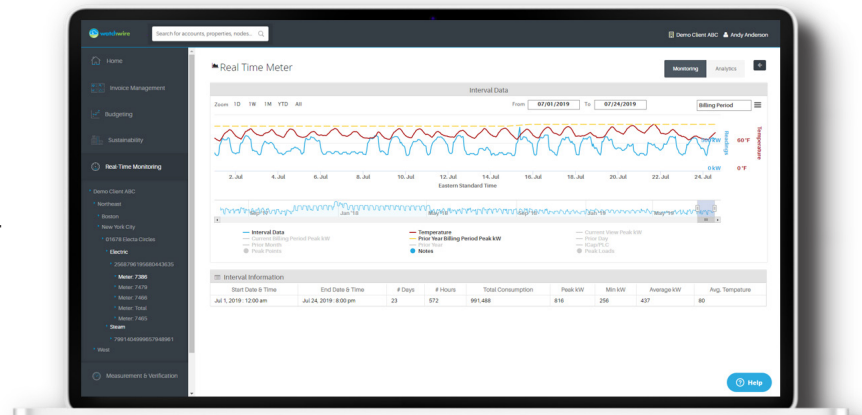 Search for accounts, properties, nodes..
Demo Client ABC Andy Anderson
Home
Invoice Management
Budgeting
Sustainability
Real-Time Monitoring
Demo Client ABC
Northeast
Boston
New York City
01678 Electa Circles
Electric
Meter: 7386
Meter: 7479
Meter: 7466
Meter: Total
Meter: 7465
Steam
West
Measurement & Verification
Real Time Meter
Monitoring Analytics
Interval Data
Zoom 1D 1W 1M YTD All From 07/01/2019 To 07/24/2019 Billing Period
60°F
0 kW 0°F
Readings
Temperature
2. Jul 4. Jul 6. Jul 8. Jul 10. Jul 12. Jul 14. Jul 16. Jul 18. Jul 20. Jul 22. Jul 24. Jul
Eastern Standard Time
Interval Data Temperature Current View Peak kW
Current Billing Period Peak kW Prior Year Billing Period Peak kW Prior Day
Prior Month Prior Year ICap/PLC
Peak Points Notes Peak Loads
Interval Information
Start Date & Time End Date & Time # Days # Hours Total Consumption Peak kW Min kW Average kW Avg. Tempature
Jul 1, 2019 : 12:00 am Jul 24, 2019 : 8:00 pm 23 572 991,488 816 256 437 80
Help